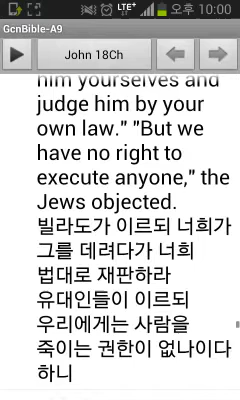 LTE 오후 10:00
GcnBible-A9
John 18Ch
him yourselves and
judge him by your
own law." "But we
have no right to
execute anyone," the
Jews objected.
빌라도가 이르되 너희가
그를 데려다가 너희
법대로 재판하라
유대인들이 이르되
우리에게는 사람을
죽이는 권한이 없나이다
하니